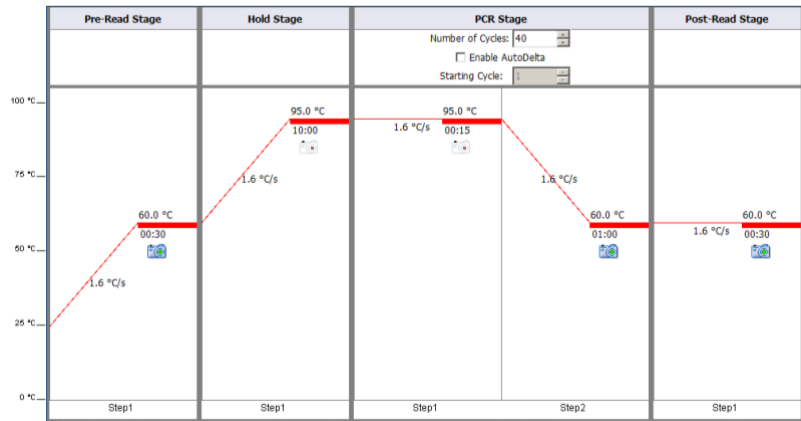 Pre-Read Stage
Hold Stage
PCR Stage
Post-Read Stage
Number of Cycles: 40
Enable AutoDelta
Starting Cycle: 1
100 °C
75 °C
50 °C
25 °C
0 °C
60.0 °C
00:30
1.6 °C/s
Step1
95.0 °C
10:00
1.6 °C/s
Step1
95.0 °C
1.6 °C/s
00:15
Step1
1.6 °C/s
60.0 °C
01:00
Step2
60.0 °C
1.6 °C/s
00:30
Step1